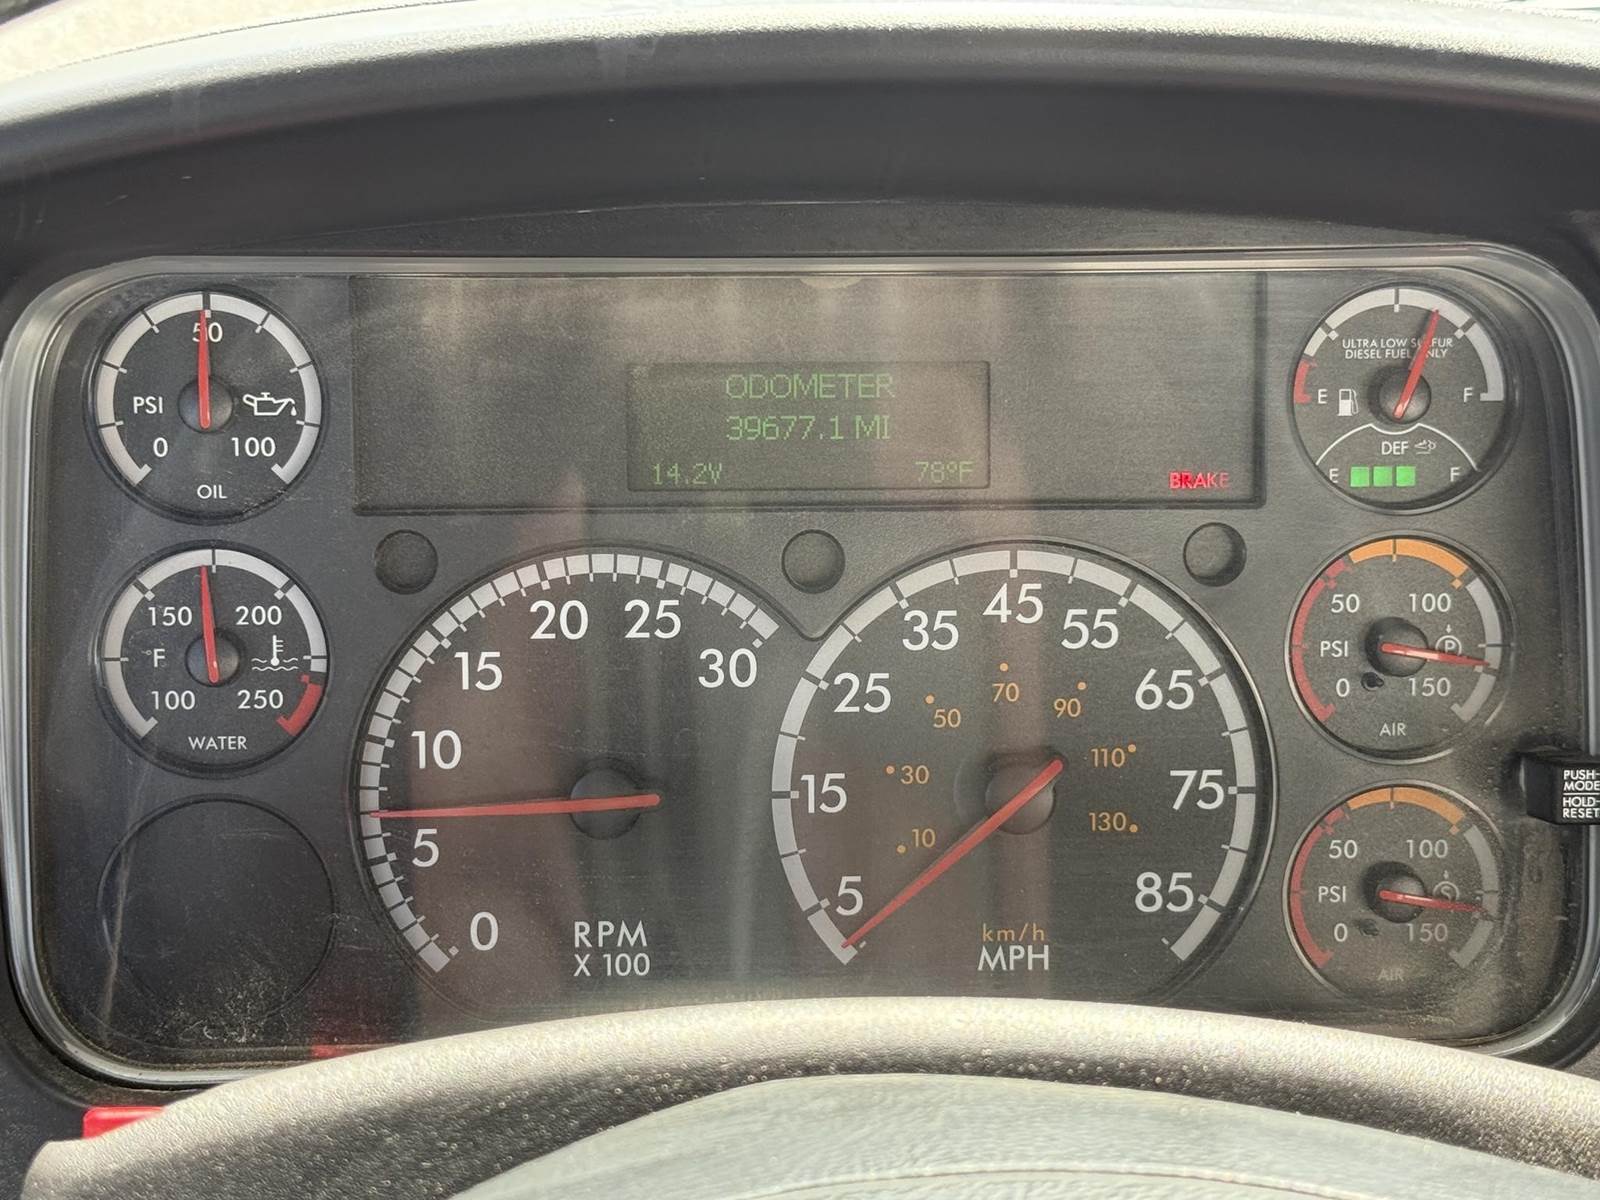 50
PSI
0 100
OIL
ODOMETER
39677.1 MI
14.2V 78°F
BRAKE
ULTRA LOW SULFUR
DIESEL FUEL ONLY
E F
DEF
E F
150 200
°F
100 250
WATER
0
5
10
15
20
25
30
RPM
X 100
5
15
25
35
45
55
65
75
85
10
30
50
70
90
110
130
km/h
MPH
50 100
PSI P
0 150
AIR
50 100
PSI S
0 150
AIR
PUSH-
MODE
HOLD-
RESET